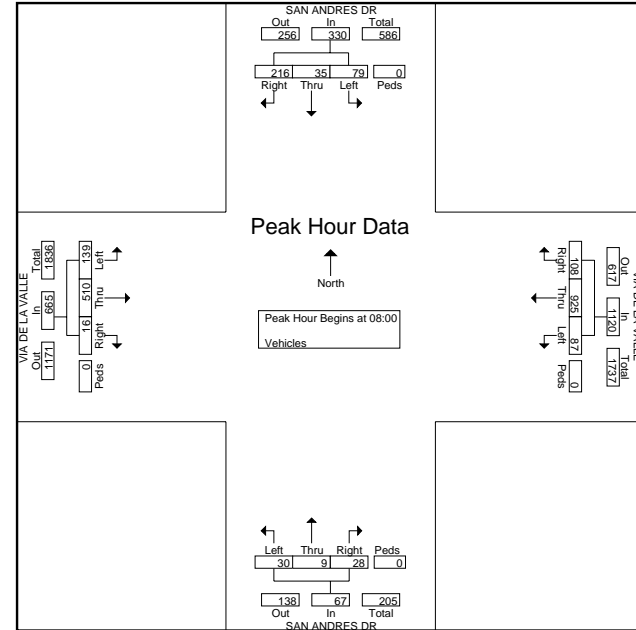 SAN ANDRES DR
Out In Total
256 330 586
216 35 79 0
Right Thru Left Peds
Peak Hour Data
North
Peak Hour Begins at 08:00
Vehicles
VIA DE LA VALLE
Total In Out
1836 665 1171
139 510 16 0
Left Thru Right Peds
Right Thru Left Peds
108 925 87 0
617 1120 1737
Out In Total
VIA DE LA VALLE
Left Thru Right Peds
30 9 28 0
138 67 205
Out In Total
SAN ANDRES DR